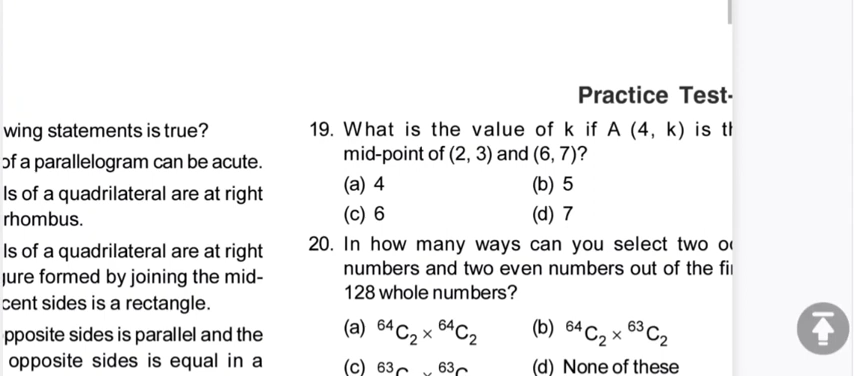 Practice Test-
wing statements is true?
of a parallelogram can be acute.
ls of a quadrilateral are at right
rhombus.
ls of a quadrilateral are at right
gure formed by joining the mid-
cent sides is a rectangle.
pposite sides is parallel and the
opposite sides is equal in a
19. What is the value of k if A (4, k) is
mid-point of (2, 3) and (6, 7)?
(a) 4 (b) 5
(c) 6 (d) 7
20. In how many ways can you select two
numbers and two even numbers out of the
128 whole numbers?
(a) ⁶⁴C₂ × ⁶⁴C₂ (b) ⁶⁴C₂ × ⁶³C₂
(c) ⁶³C × ⁶³C (d) None of these